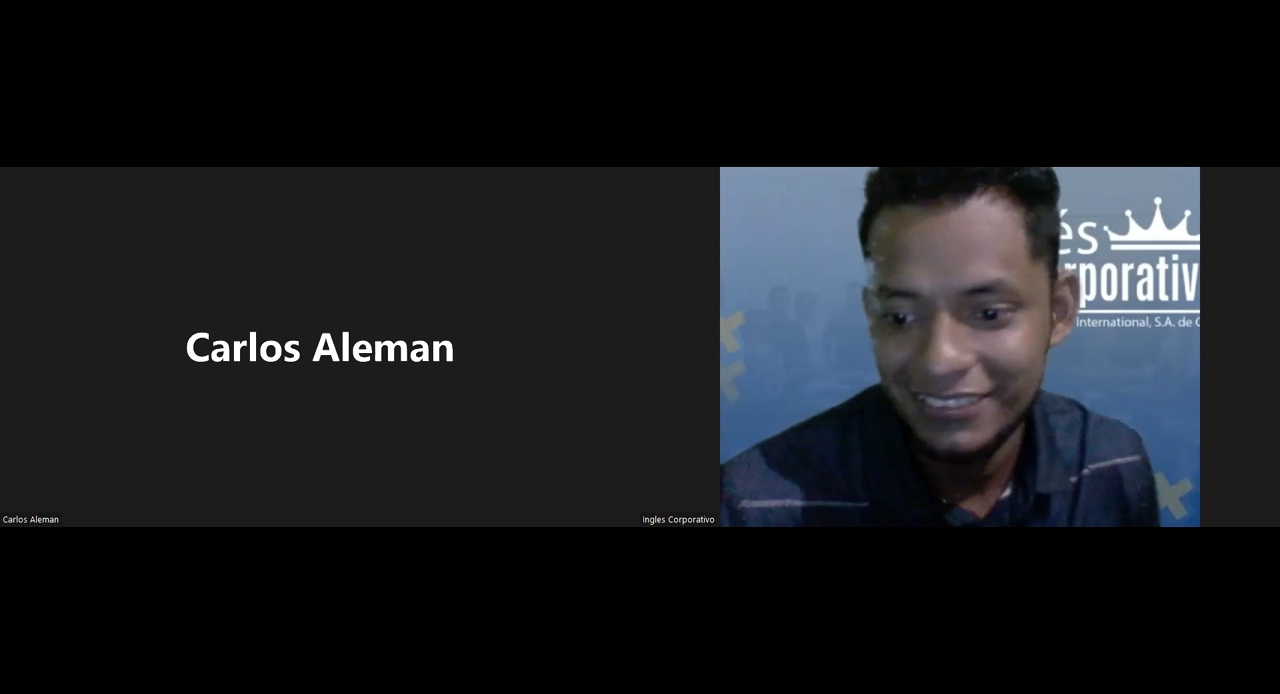 Carlos Aleman
Carlos Aleman
és
rporativ
International, S.A. de C
Ingles Corporativo